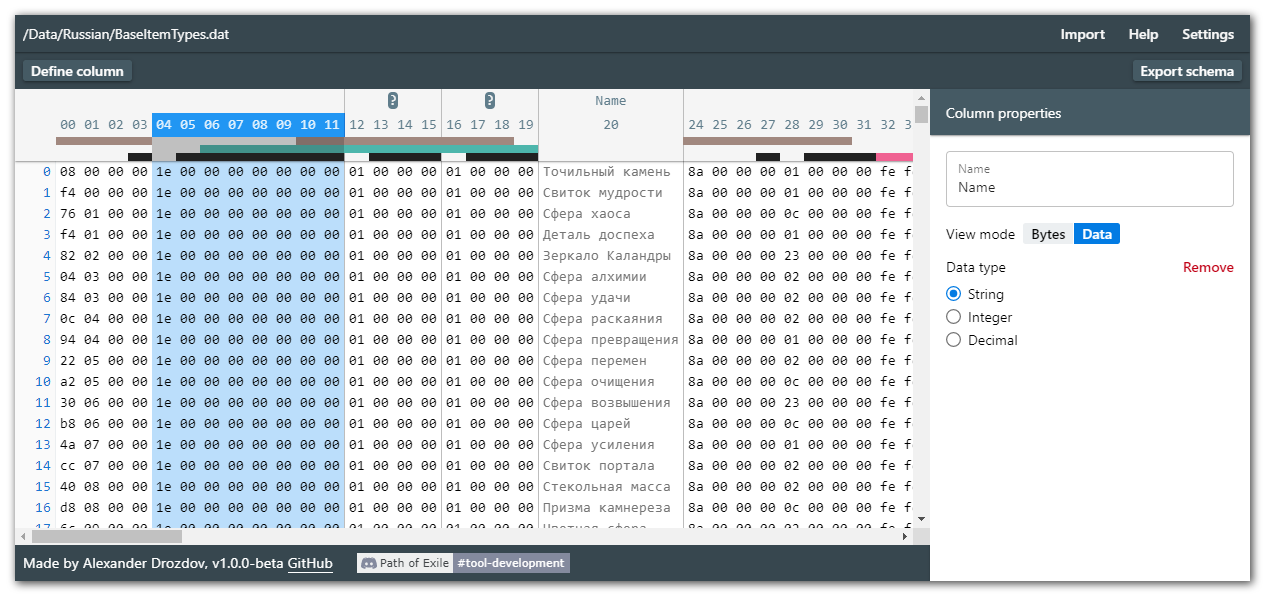 /Data/Russian/BaseItemTypes.dat Import Help Settings
Define column Export schema
? ? Name
00 01 02 03 04 05 06 07 08 09 10 11 12 13 14 15 16 17 18 19 20 24 25 26 27 28 29 30 31 32 3
0 08 00 00 00 1e 00 00 00 00 00 00 00 01 00 00 00 01 00 00 00 Точильный камень 8a 00 00 00 01 00 00 00 fe f
1 f4 00 00 00 1e 00 00 00 00 00 00 00 01 00 00 00 01 00 00 00 Свиток мудрости 8a 00 00 00 01 00 00 00 fe f
2 76 01 00 00 1e 00 00 00 00 00 00 00 01 00 00 00 01 00 00 00 Сфера хаоса 8a 00 00 00 0c 00 00 00 fe f
3 f4 01 00 00 1e 00 00 00 00 00 00 00 01 00 00 00 01 00 00 00 Деталь доспеха 8a 00 00 00 01 00 00 00 fe f
4 82 02 00 00 1e 00 00 00 00 00 00 00 01 00 00 00 01 00 00 00 Зеркало Каландры 8a 00 00 00 23 00 00 00 fe f
5 04 03 00 00 1e 00 00 00 00 00 00 00 01 00 00 00 01 00 00 00 Сфера алхимии 8a 00 00 00 02 00 00 00 fe f
6 84 03 00 00 1e 00 00 00 00 00 00 00 01 00 00 00 01 00 00 00 Сфера удачи 8a 00 00 00 02 00 00 00 fe f
7 0c 04 00 00 1e 00 00 00 00 00 00 00 01 00 00 00 01 00 00 00 Сфера раскаяния 8a 00 00 00 02 00 00 00 fe f
8 94 04 00 00 1e 00 00 00 00 00 00 00 01 00 00 00 01 00 00 00 Сфера превращения 8a 00 00 00 01 00 00 00 fe f
9 22 05 00 00 1e 00 00 00 00 00 00 00 01 00 00 00 01 00 00 00 Сфера перемен 8a 00 00 00 02 00 00 00 fe f
10 a2 05 00 00 1e 00 00 00 00 00 00 00 01 00 00 00 01 00 00 00 Сфера очищения 8a 00 00 00 0c 00 00 00 fe f
11 30 06 00 00 1e 00 00 00 00 00 00 00 01 00 00 00 01 00 00 00 Сфера возвышения 8a 00 00 00 23 00 00 00 fe f
12 b8 06 00 00 1e 00 00 00 00 00 00 00 01 00 00 00 01 00 00 00 Сфера царей 8a 00 00 00 0c 00 00 00 fe f
13 4a 07 00 00 1e 00 00 00 00 00 00 00 01 00 00 00 01 00 00 00 Сфера усиления 8a 00 00 00 01 00 00 00 fe f
14 cc 07 00 00 1e 00 00 00 00 00 00 00 01 00 00 00 01 00 00 00 Свиток портала 8a 00 00 00 02 00 00 00 fe f
15 40 08 00 00 1e 00 00 00 00 00 00 00 01 00 00 00 01 00 00 00 Стекольная масса 8a 00 00 00 02 00 00 00 fe f
16 d8 08 00 00 1e 00 00 00 00 00 00 00 01 00 00 00 01 00 00 00 Призма камнереза 8a 00 00 00 0c 00 00 00 fe f
17 6c 09 00 00 1e 00 00 00 00 00 00 00 01 00 00 00 01 00 00 00 Цветная сфера 8a 00 00 00 02 00 00 00 fe f
Column properties
Name
Name
View mode Bytes Data
Data type Remove
String
Integer
Decimal
Made by Alexander Drozdov, v1.0.0-beta GitHub Path of Exile #tool-development